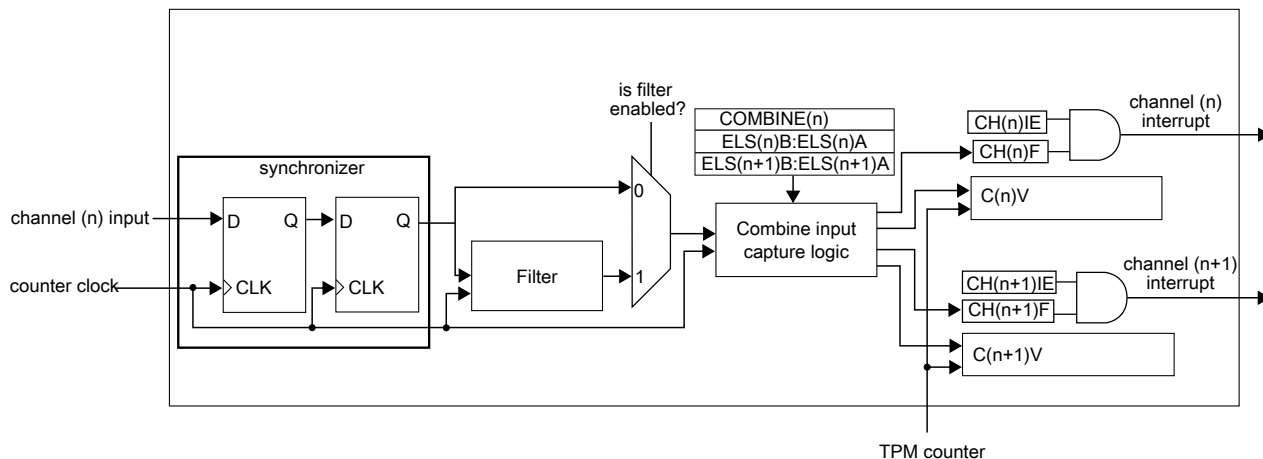 is filter
enabled?
COMBINE(n)
ELS(n)B:ELS(n)A
ELS(n+1)B:ELS(n+1)A
CH(n)IE
CH(n)F
channel (n)
interrupt
synchronizer
channel (n) input
D Q
D Q
0
C(n)V
Combine input
capture logic
counter clock
CLK
CLK
Filter
1
CH(n+1)IE
CH(n+1)F
channel (n+1)
interrupt
C(n+1)V
TPM counter